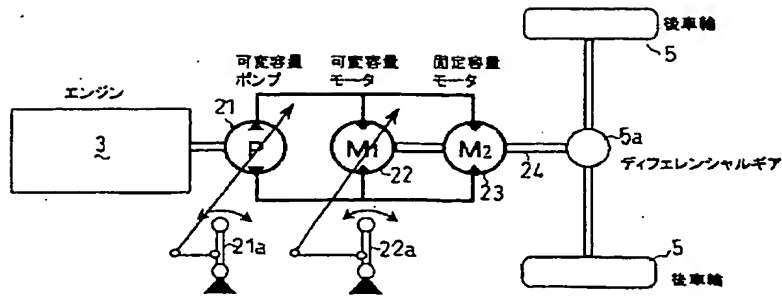 後車輪
5
可変容量
ポンプ
可変容量
モータ
固定容量
モータ
エンジン
21
3
P
M1
M2
5a
22
24
ディフェレンシャルギア
23
21a
22a
5
後車輪